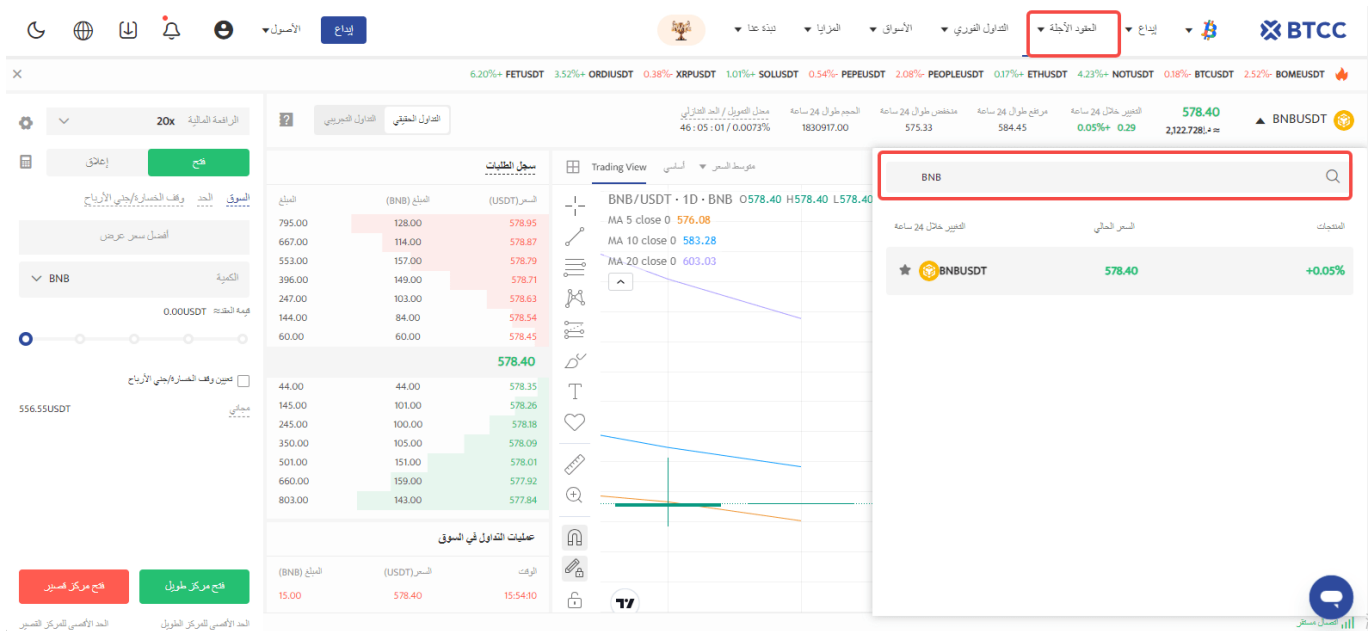 BTCC
إيداع
العقود الآجلة
التداول الفوري
الأسواق
المزايا
نبذة عنا
إيداع
الأصول
6.20%+ FETUSDT 3.52%+ ORDIUSDT 0.38%- XRPUSDT 1.01%+ SOLUSDT 0.54%- PEPEUSDT 2.08%- PEOPLEUSDT 0.17%+ ETHUSDT 4.23%+ NOTUSDT 0.18%- BTCUSDT 2.52%- BOMEUSDT
BNBUSDT
578.40
≈ د.إ2,122.728
التغيير خلال 24 ساعة
0.05%+ 0.29
مرتفع طوال 24 ساعة
584.45
منخفض طوال 24 ساعة
575.33
الحجم طوال 24 ساعة
1830917.00
معدل التمويل / العد التنازلي
46 : 05 : 01 / 0.0073%
التداول الحقيقي
التداول التجريبي
الرافعة المالية 20x
BNB
المنتجات
السعر الحالي
التغيير خلال 24 ساعة
BNBUSDT 578.40 +0.05%
متوسط السعر
أساسي
Trading View
BNB/USDT · 1D · BNB O578.40 H578.40 L578.40
MA 5 close 0 576.08
MA 10 close 0 583.28
MA 20 close 0 603.03
سجل الطلبات
السعر(USDT) المبلغ (BNB) المبلغ
795.00 128.00 578.95
667.00 114.00 578.87
553.00 157.00 578.79
396.00 149.00 578.71
247.00 103.00 578.63
144.00 84.00 578.54
60.00 60.00 578.45
578.40
44.00 44.00 578.35
145.00 101.00 578.26
245.00 100.00 578.18
350.00 105.00 578.09
501.00 151.00 578.01
660.00 159.00 577.92
803.00 143.00 577.84
عمليات التداول في السوق
الوقت السعر(USDT) المبلغ (BNB)
15.00 578.40 15:54:10
فتح
إغلاق
السوق
الحد
وقف الخسارة/جني الأرباح
أفضل سعر عرض
الكمية
BNB
قيمة العقد≈ 0.00USDT
تعيين وقف الخسارة/جني الأرباح
مجاني
556.55USDT
فتح مركز طويل
فتح مركز قصير
الحد الأقصى للمركز الطويل
الحد الأقصى للمركز القصير
اتصال مستقر